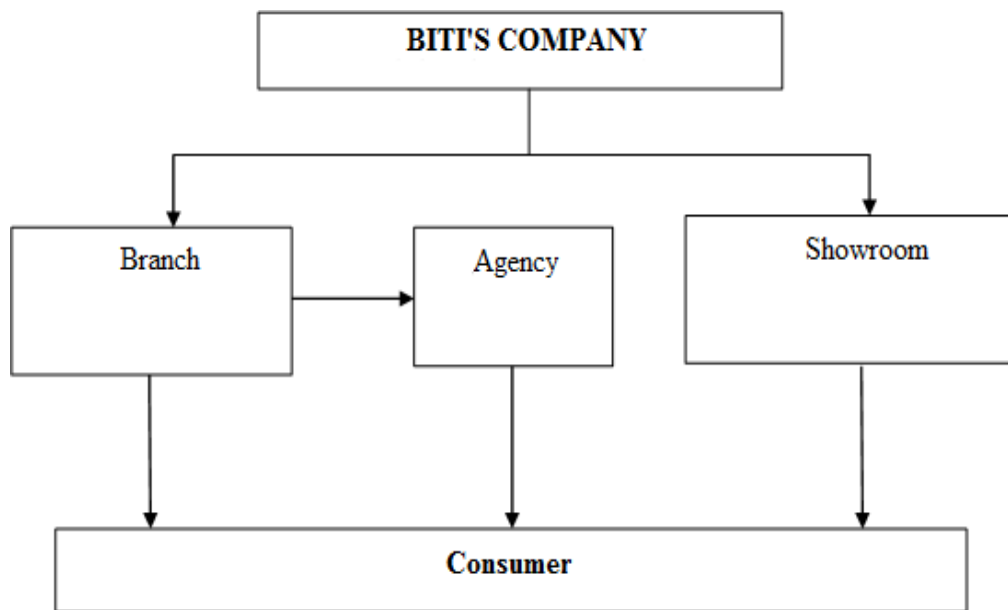 BITI'S COMPANY
Branch
Agency
Showroom
Consumer